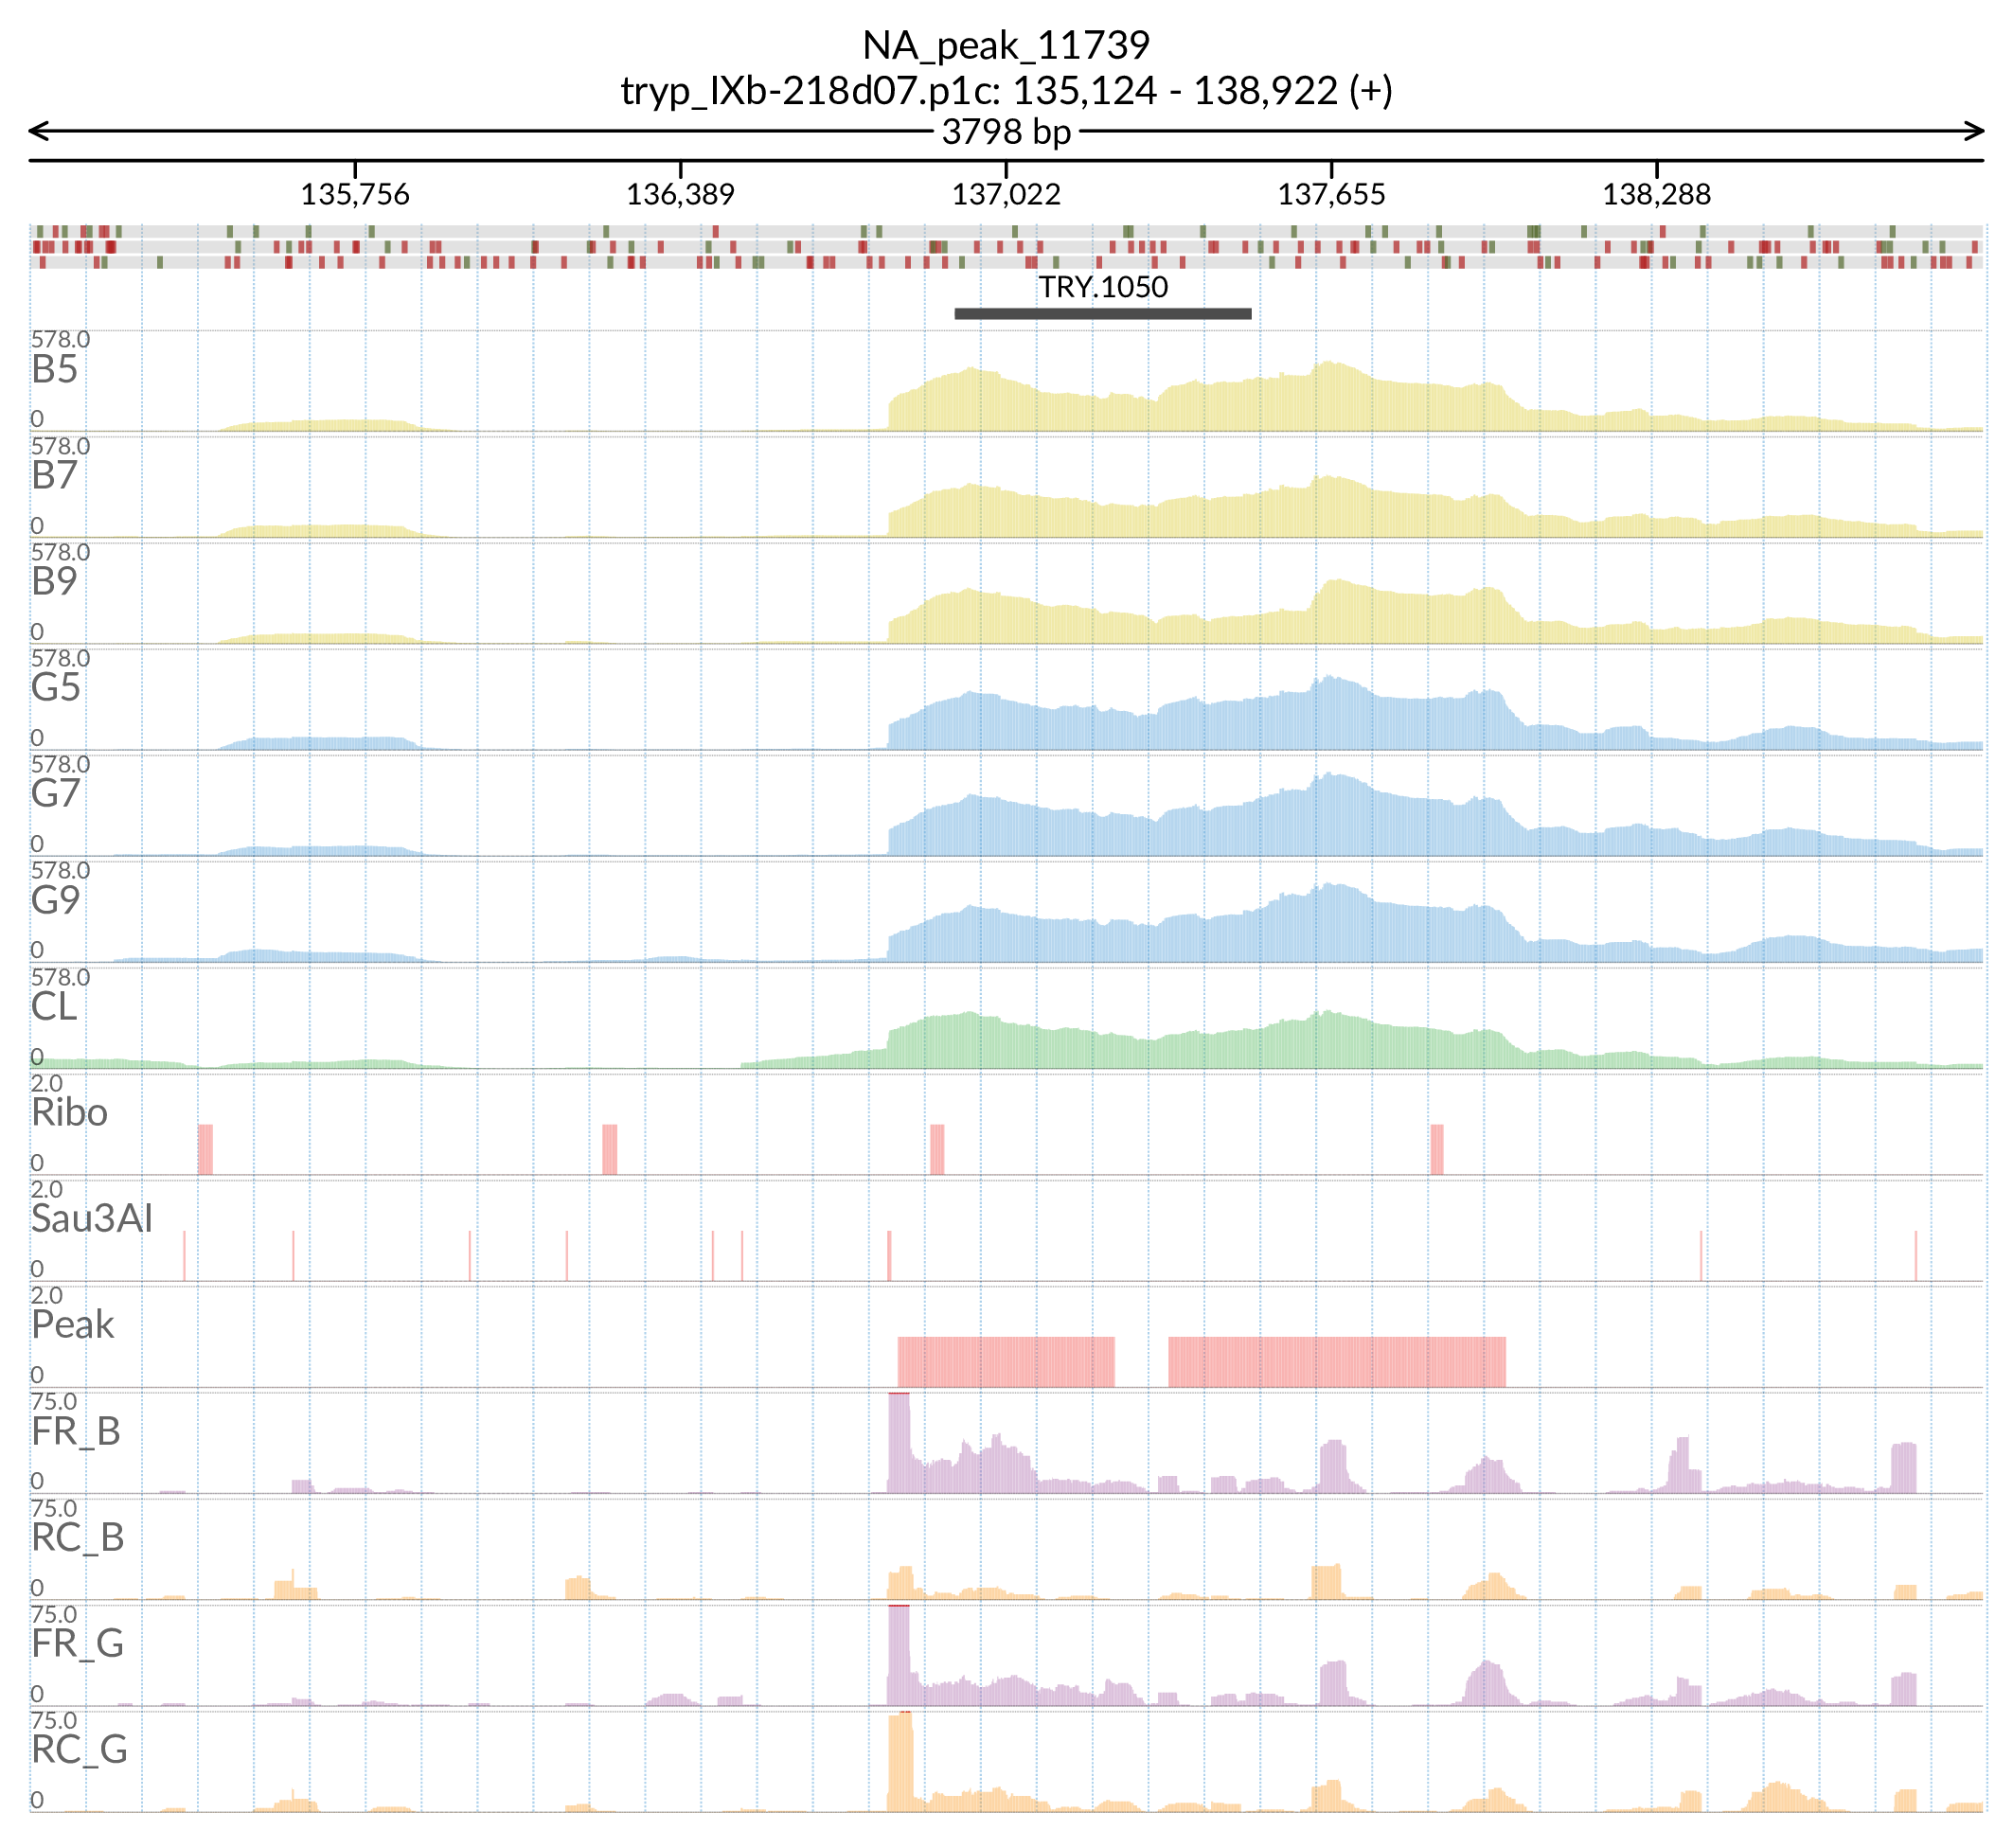 NA_peak_11739
tryp_IXb-218d07.p1c: 135,124 - 138,922 (+)
3798 bp
135,756 136,389 137,022 137,655 138,288
TRY.1050
578.0
B5
0
578.0
B7
0
578.0
B9
0
578.0
G5
0
578.0
G7
0
578.0
G9
0
578.0
CL
0
2.0
Ribo
0
2.0
Sau3AI
0
2.0
Peak
0
75.0
FR_B
0
75.0
RC_B
0
75.0
FR_G
0
75.0
RC_G
0